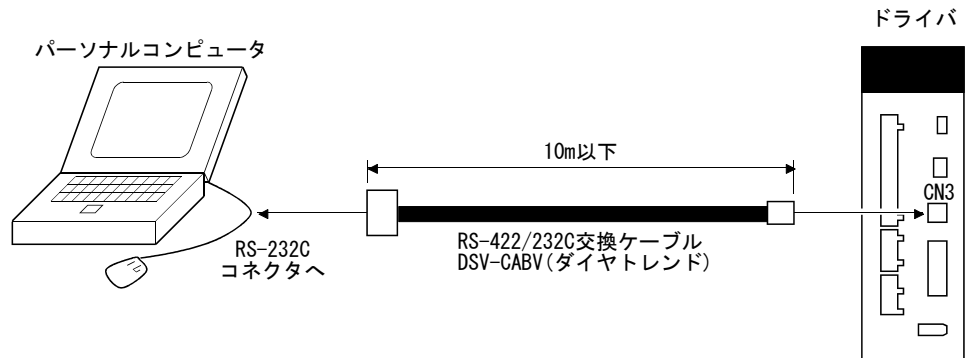 ドライバ
パーソナルコンピュータ
10m以下
CN3
RS-232C
コネクタへ
RS-422/232C交換ケーブル
DSV-CABV(ダイヤトレンド)